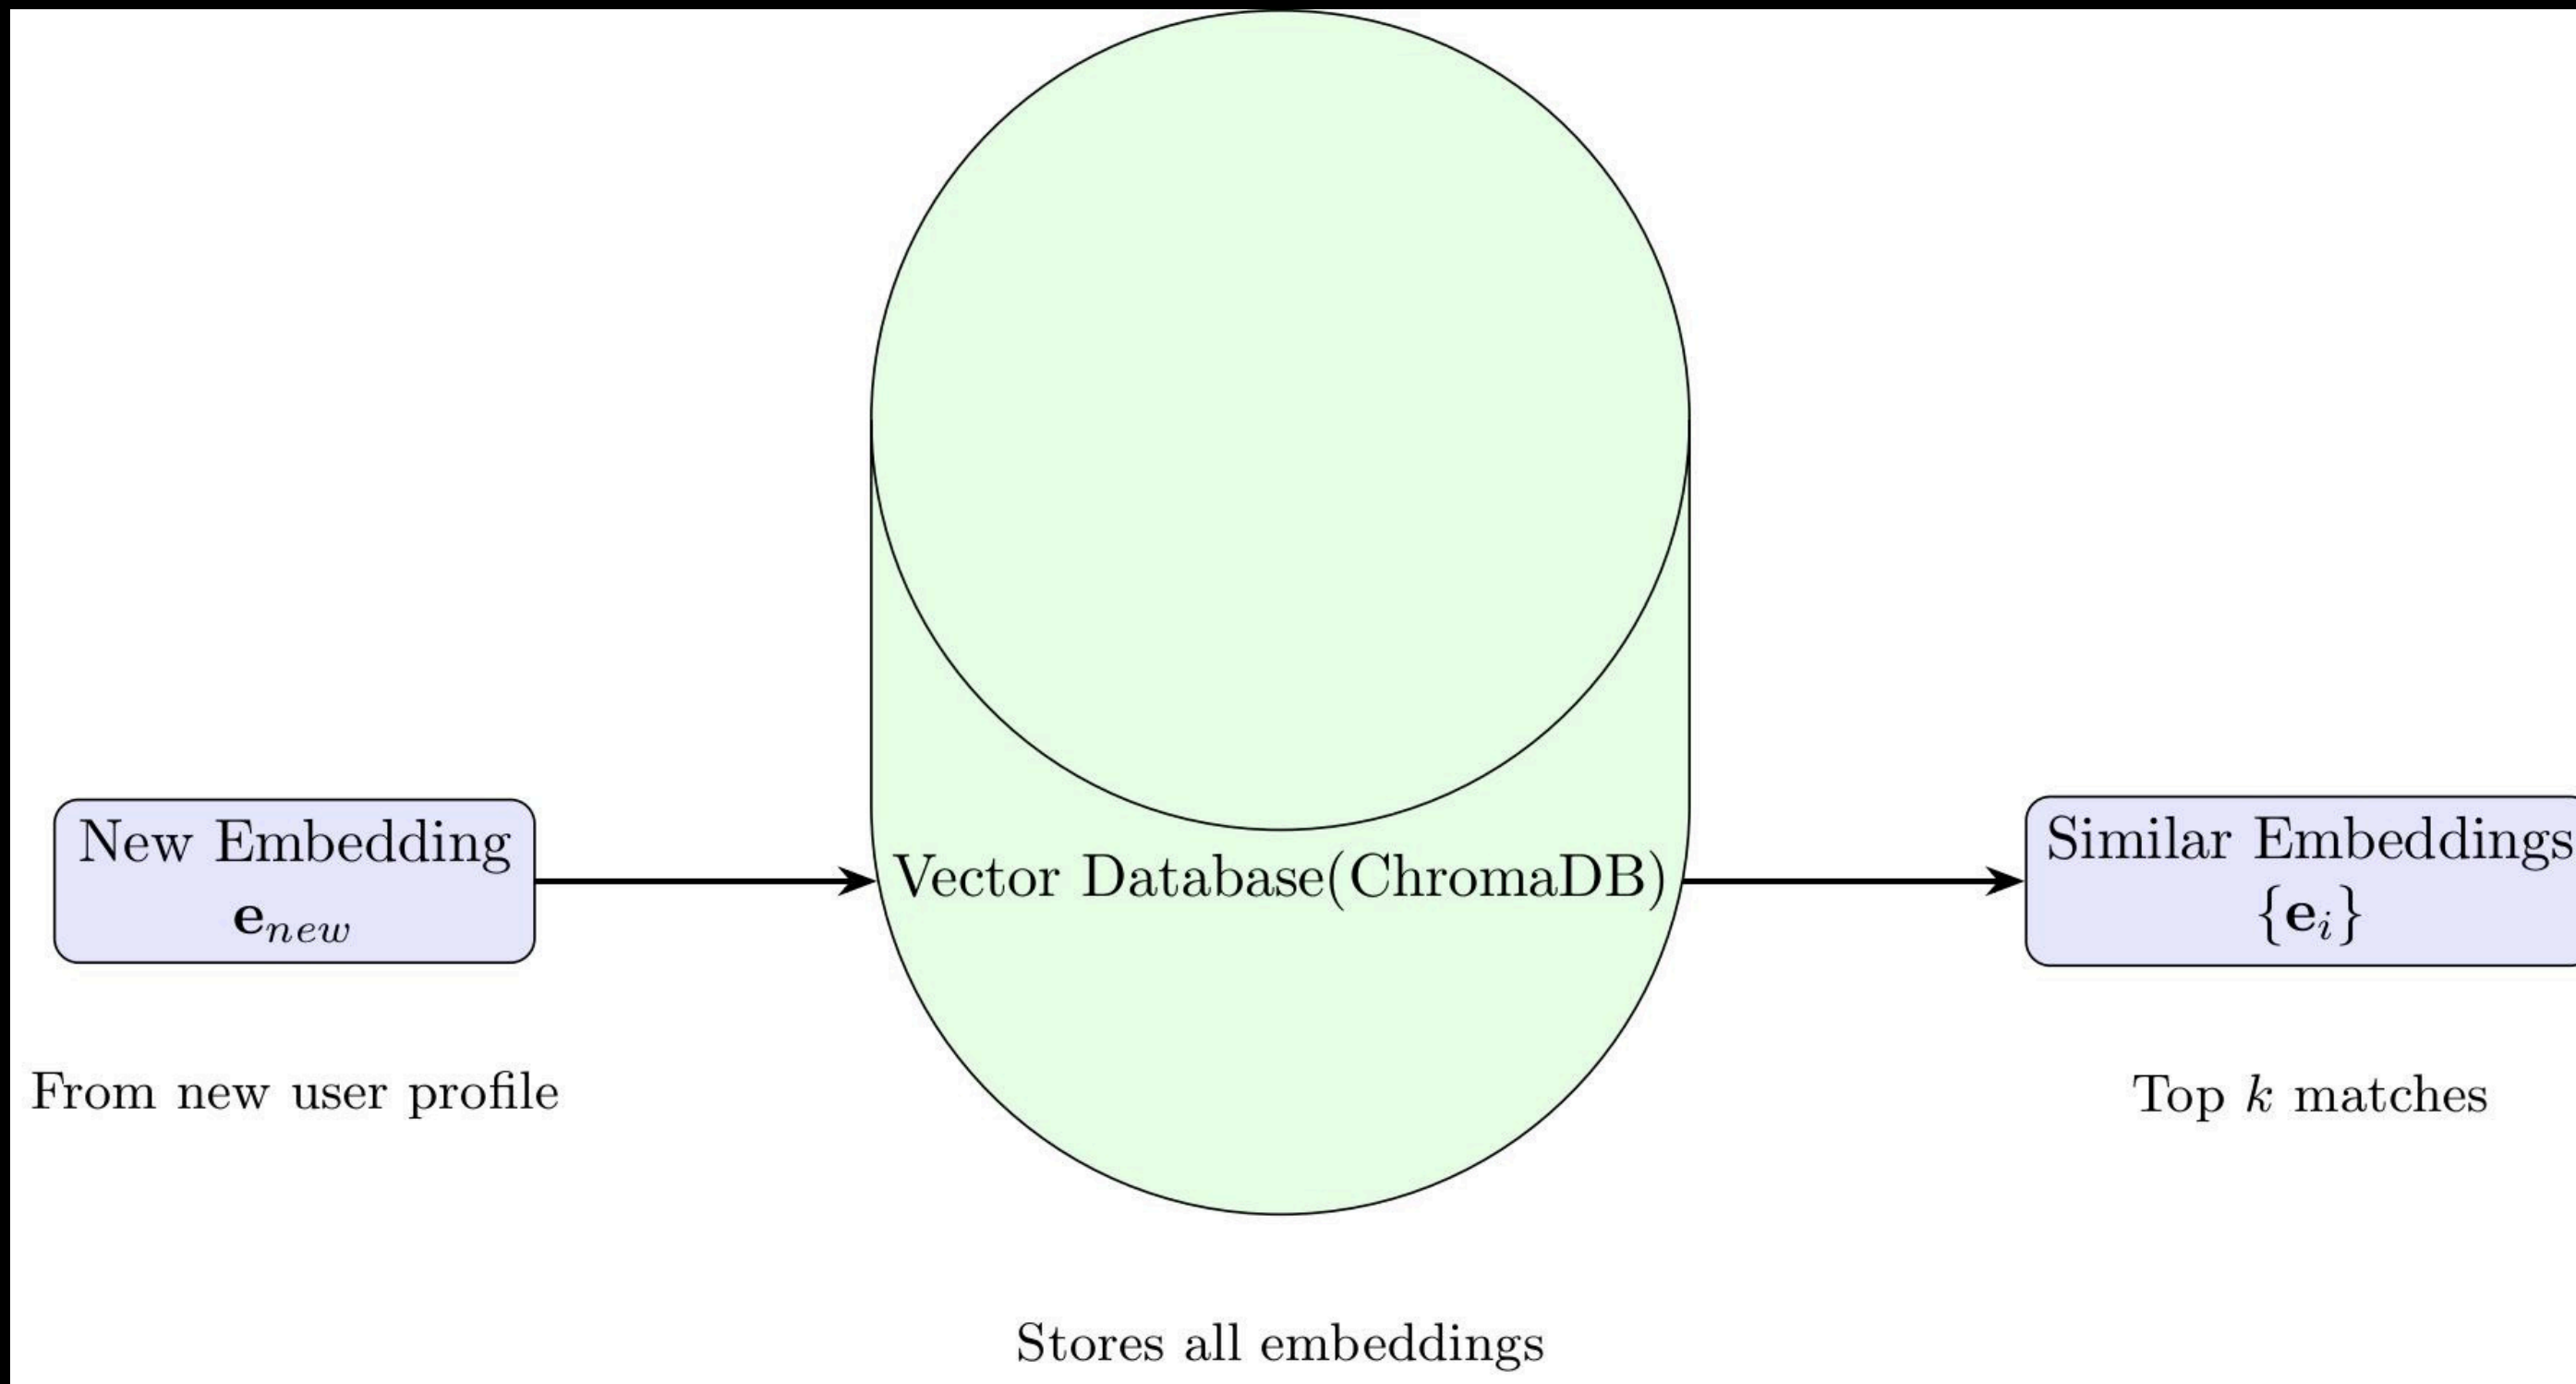 New Embedding
e_new
Vector Database(ChromaDB)
Similar Embeddings
{e_i}
From new user profile
Top k matches
Stores all embeddings